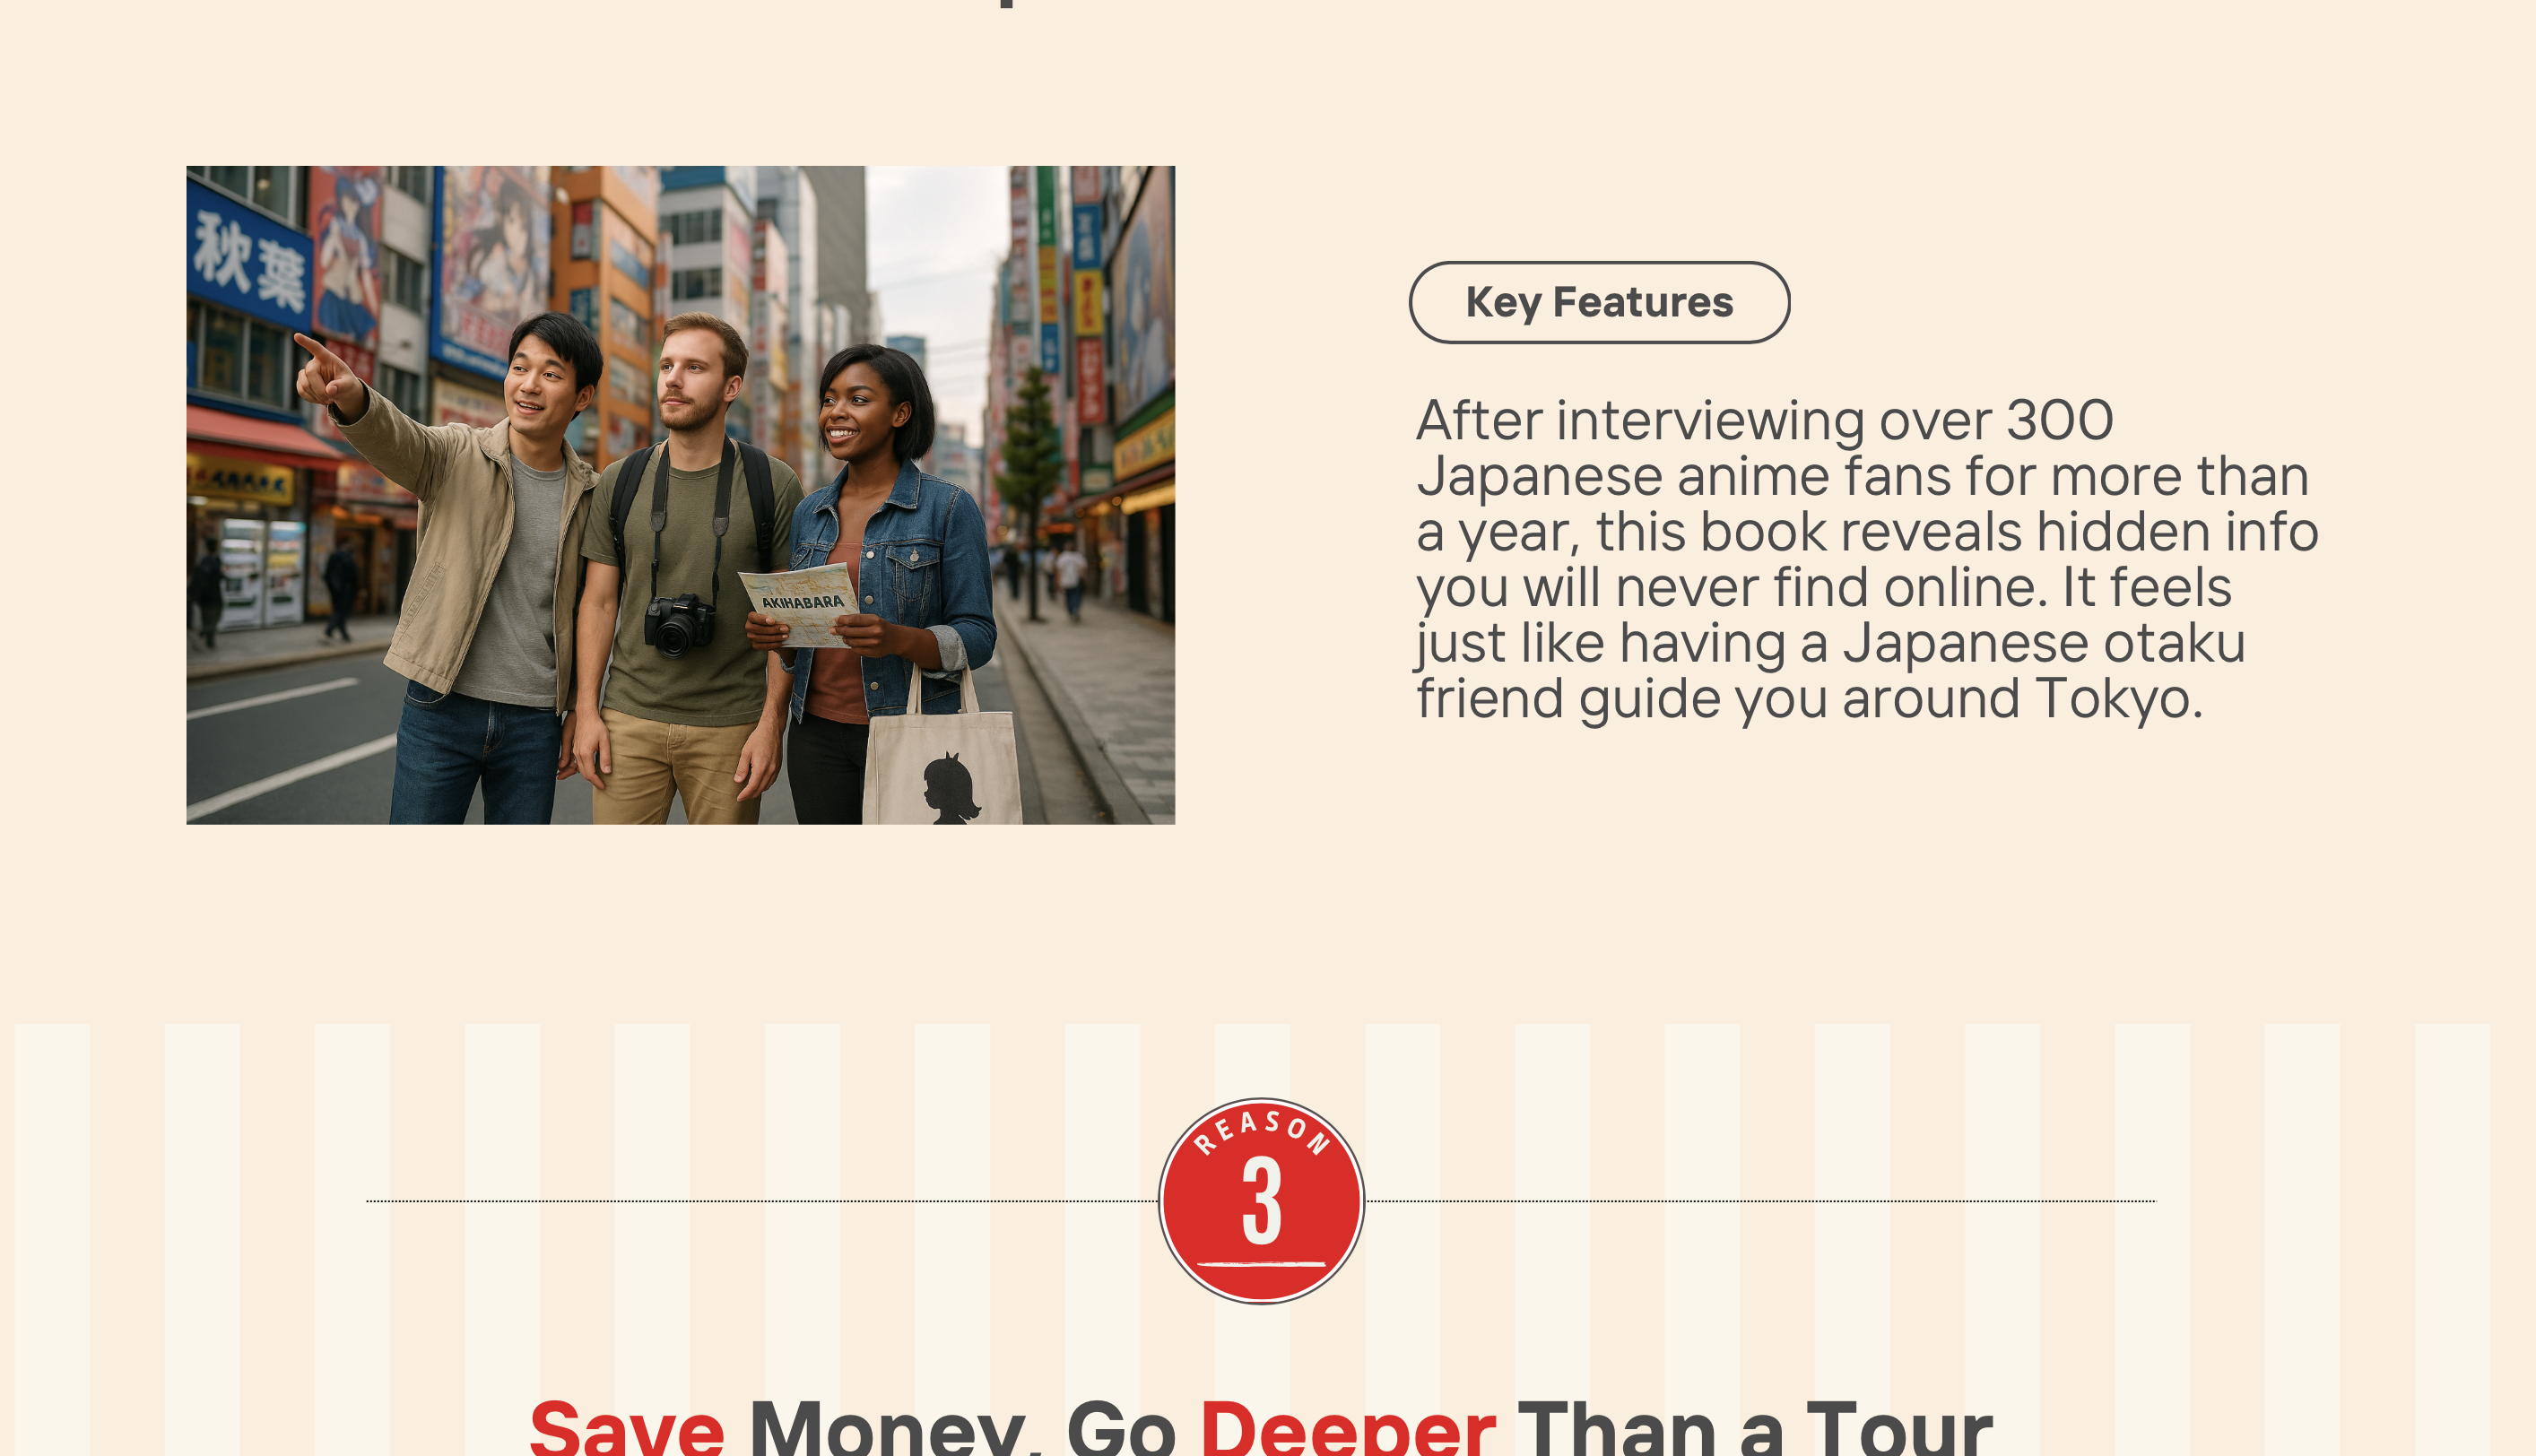 秋葉
AKIHABARA
Key Features
After interviewing over 300
Japanese anime fans for more than
a year, this book reveals hidden info
you will never find online. It feels
just like having a Japanese otaku
friend guide you around Tokyo.
REASON
3
Save Money, Go Deeper Than a Tour